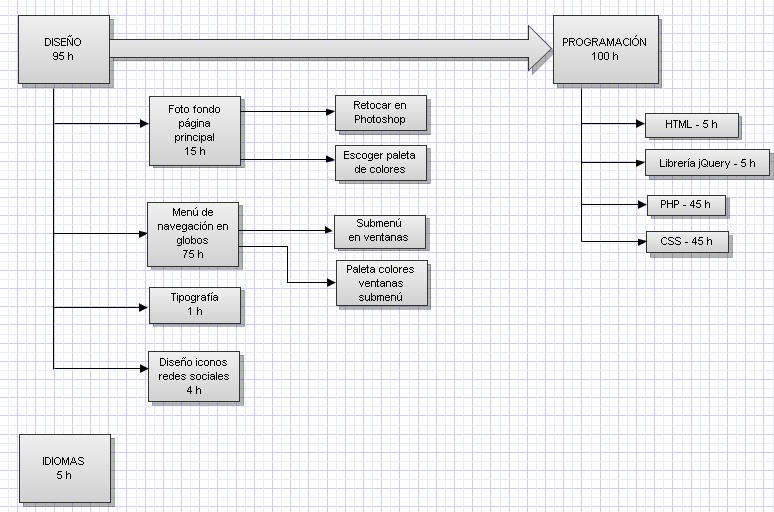 DISEÑO
95 h
PROGRAMACIÓN
100 h
Foto fondo
página
principal
15 h
Retocar en
Photoshop
Escoger paleta
de colores
Menú de
navegación en
globos
75 h
Submenú
en ventanas
Paleta colores
ventanas
submenú
Tipografía
1 h
Diseño iconos
redes sociales
4 h
HTML - 5 h
Librería jQuery - 5 h
PHP - 45 h
CSS - 45 h
IDIOMAS
5 h